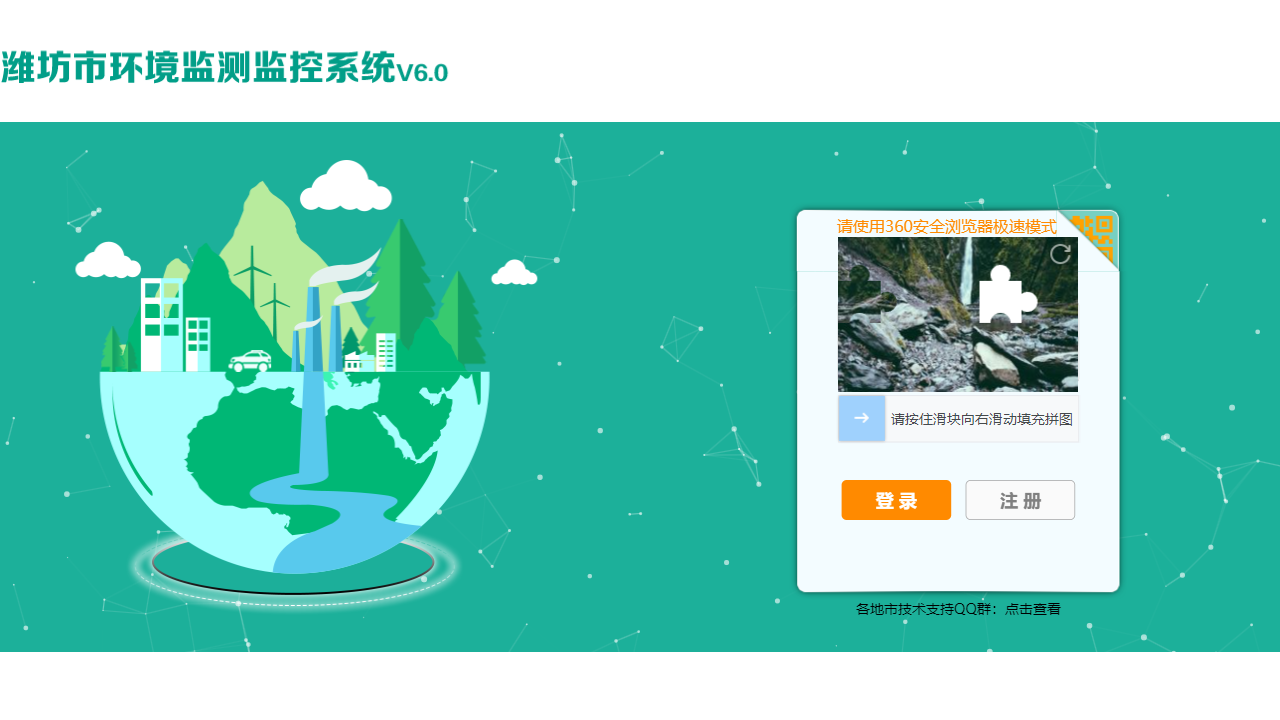 潍坊市环境监测监控系统V6.0
请使用360安全浏览器极速模式
请按住滑块向右滑动填充拼图
登 录
注 册
各地市技术支持QQ群：点击查看